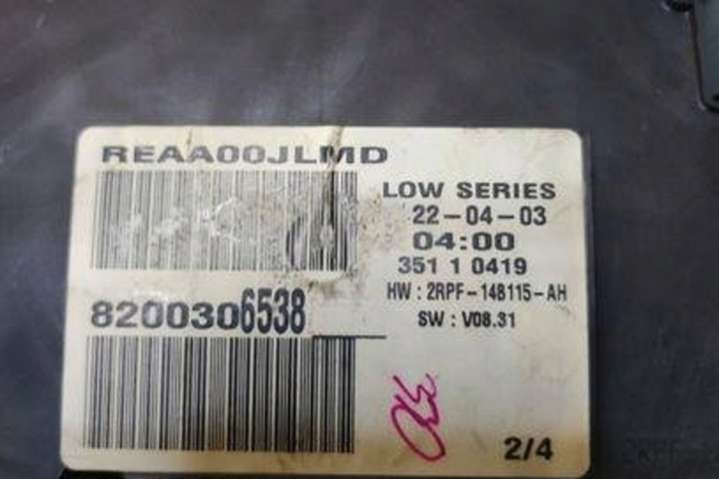 REAA00JLMD
LOW SERIES
22-04-03
04:00
351 1 0419
HW : 2RPF-14B115-AH
SW : V08.31
8200306538
2/4